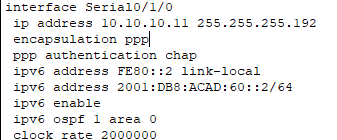 interface Serial0/1/0
ip address 10.10.10.11 255.255.255.192
encapsulation ppp
ppp authentication chap
ipv6 address FE80::2 link-local
ipv6 address 2001:DB8:ACAD:60::2/64
ipv6 enable
ipv6 ospf 1 area 0
clock rate 2000000